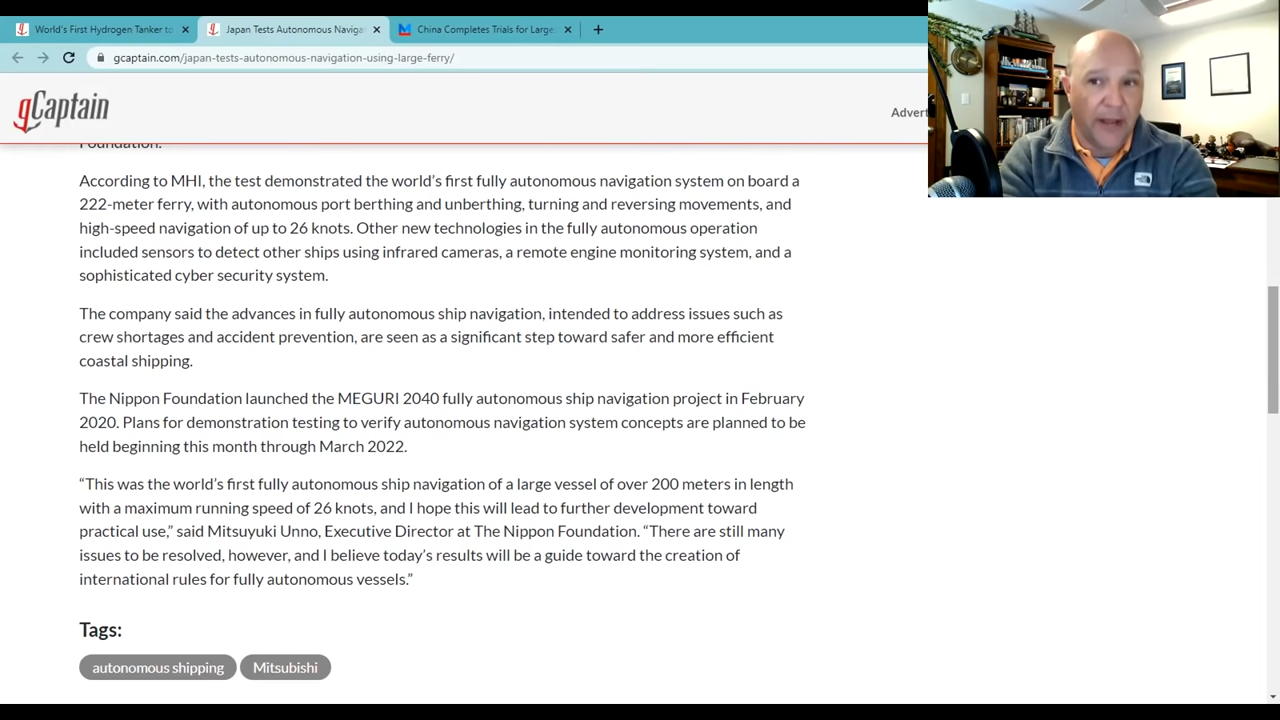 World's First Hydrogen Tanker to
Japan Tests Autonomous Naviga
China Completes Trials for Large
gcaptain.com/japan-tests-autonomous-navigation-using-large-ferry/
gCaptain
Advert
Foundation.
According to MHI, the test demonstrated the world’s first fully autonomous navigation system on board a
222-meter ferry, with autonomous port berthing and unberthing, turning and reversing movements, and
high-speed navigation of up to 26 knots. Other new technologies in the fully autonomous operation
included sensors to detect other ships using infrared cameras, a remote engine monitoring system, and a
sophisticated cyber security system.
The company said the advances in fully autonomous ship navigation, intended to address issues such as
crew shortages and accident prevention, are seen as a significant step toward safer and more efficient
coastal shipping.
The Nippon Foundation launched the MEGURI 2040 fully autonomous ship navigation project in February
2020. Plans for demonstration testing to verify autonomous navigation system concepts are planned to be
held beginning this month through March 2022.
“This was the world’s first fully autonomous ship navigation of a large vessel of over 200 meters in length
with a maximum running speed of 26 knots, and I hope this will lead to further development toward
practical use,” said Mitsuyuki Unno, Executive Director at The Nippon Foundation. “There are still many
issues to be resolved, however, and I believe today’s results will be a guide toward the creation of
international rules for fully autonomous vessels.”
Tags:
autonomous shipping
Mitsubishi